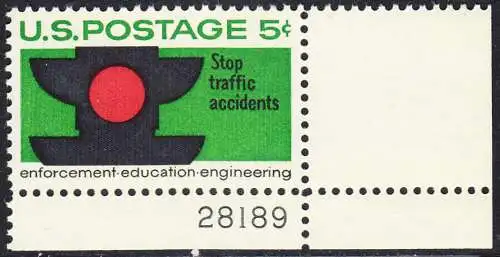 U.S. POSTAGE 5¢
Stop
traffic
accidents
enforcement·education·engineering
28189